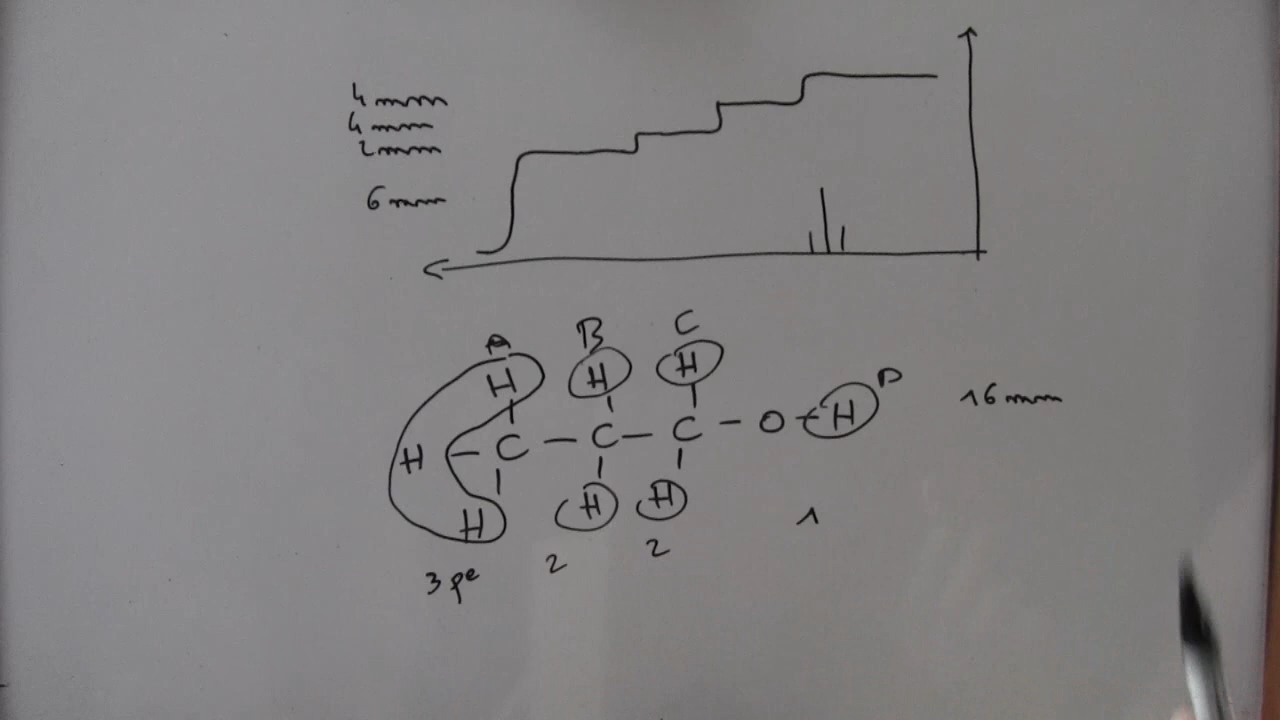 4 mm
4 mm
2 mm
6 mm
A B C
H H H D
H - C - C - C - O - H 16 mm
H H H
3 pe 2 2 1